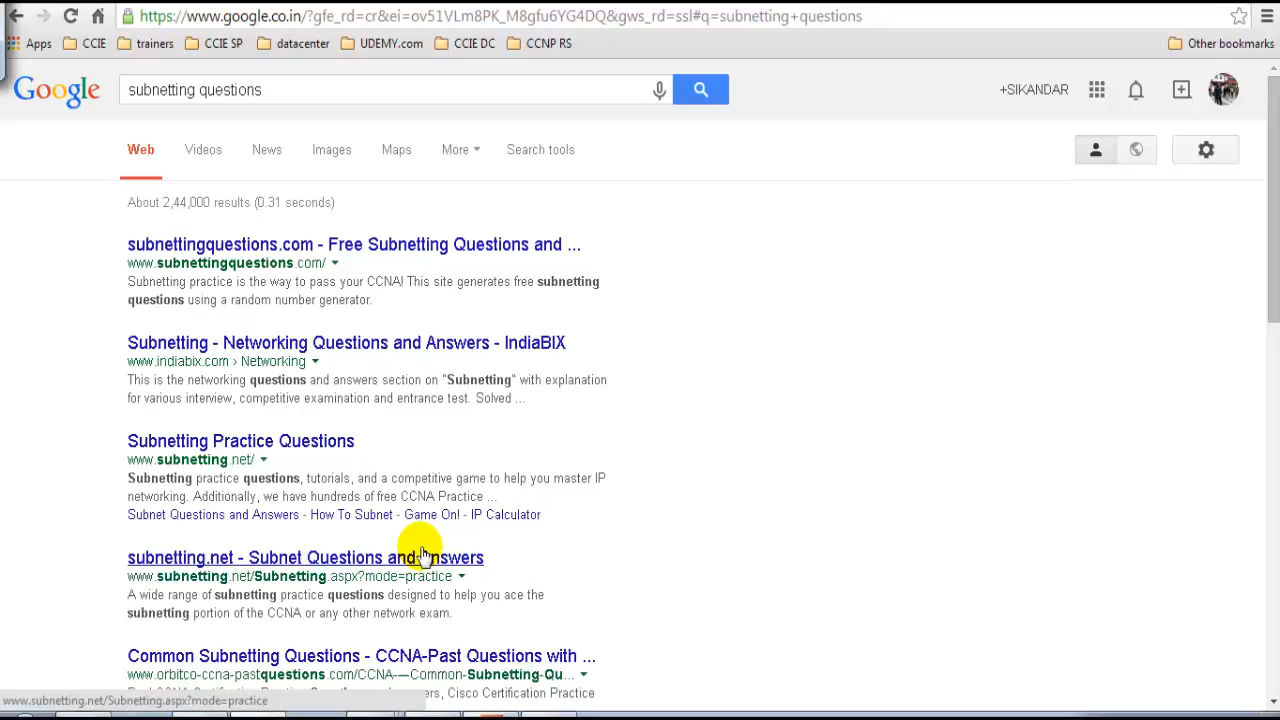 https://www.google.co.in/?gfe_rd=cr&ei=ov51VLm8PK_M8gfu6YG4DQ&gws_rd=ssl#q=subnetting+questions
Apps CCIE trainers CCIE SP datacenter UDEMY.com CCIE DC CCNP RS Other bookmarks
Google subnetting questions +SIKANDAR
Web Videos News Images Maps More Search tools
About 2,44,000 results (0.31 seconds)
subnettingquestions.com - Free Subnetting Questions and ...
www.subnettingquestions.com/
Subnetting practice is the way to pass your CCNA! This site generates free subnetting
questions using a random number generator.
Subnetting - Networking Questions and Answers - IndiaBIX
www.indiabix.com › Networking
This is the networking questions and answers section on "Subnetting" with explanation
for various interview, competitive examination and entrance test. Solved ...
Subnetting Practice Questions
www.subnetting.net/
Subnetting practice questions, tutorials, and a competitive game to help you master IP
networking. Additionally, we have hundreds of free CCNA Practice ...
Subnet Questions and Answers - How To Subnet - Game On! - IP Calculator
subnetting.net - Subnet Questions and Answers
www.subnetting.net/Subnetting.aspx?mode=practice
A wide range of subnetting practice questions designed to help you ace the
subnetting portion of the CCNA or any other network exam.
Common Subnetting Questions - CCNA-Past Questions with ...
www.orbitco-ccna-pastquestions.com/CCNA-—Common-Subnetting-Qu...
Cisco Certification Practice
www.subnetting.net/Subnetting.aspx?mode=practice